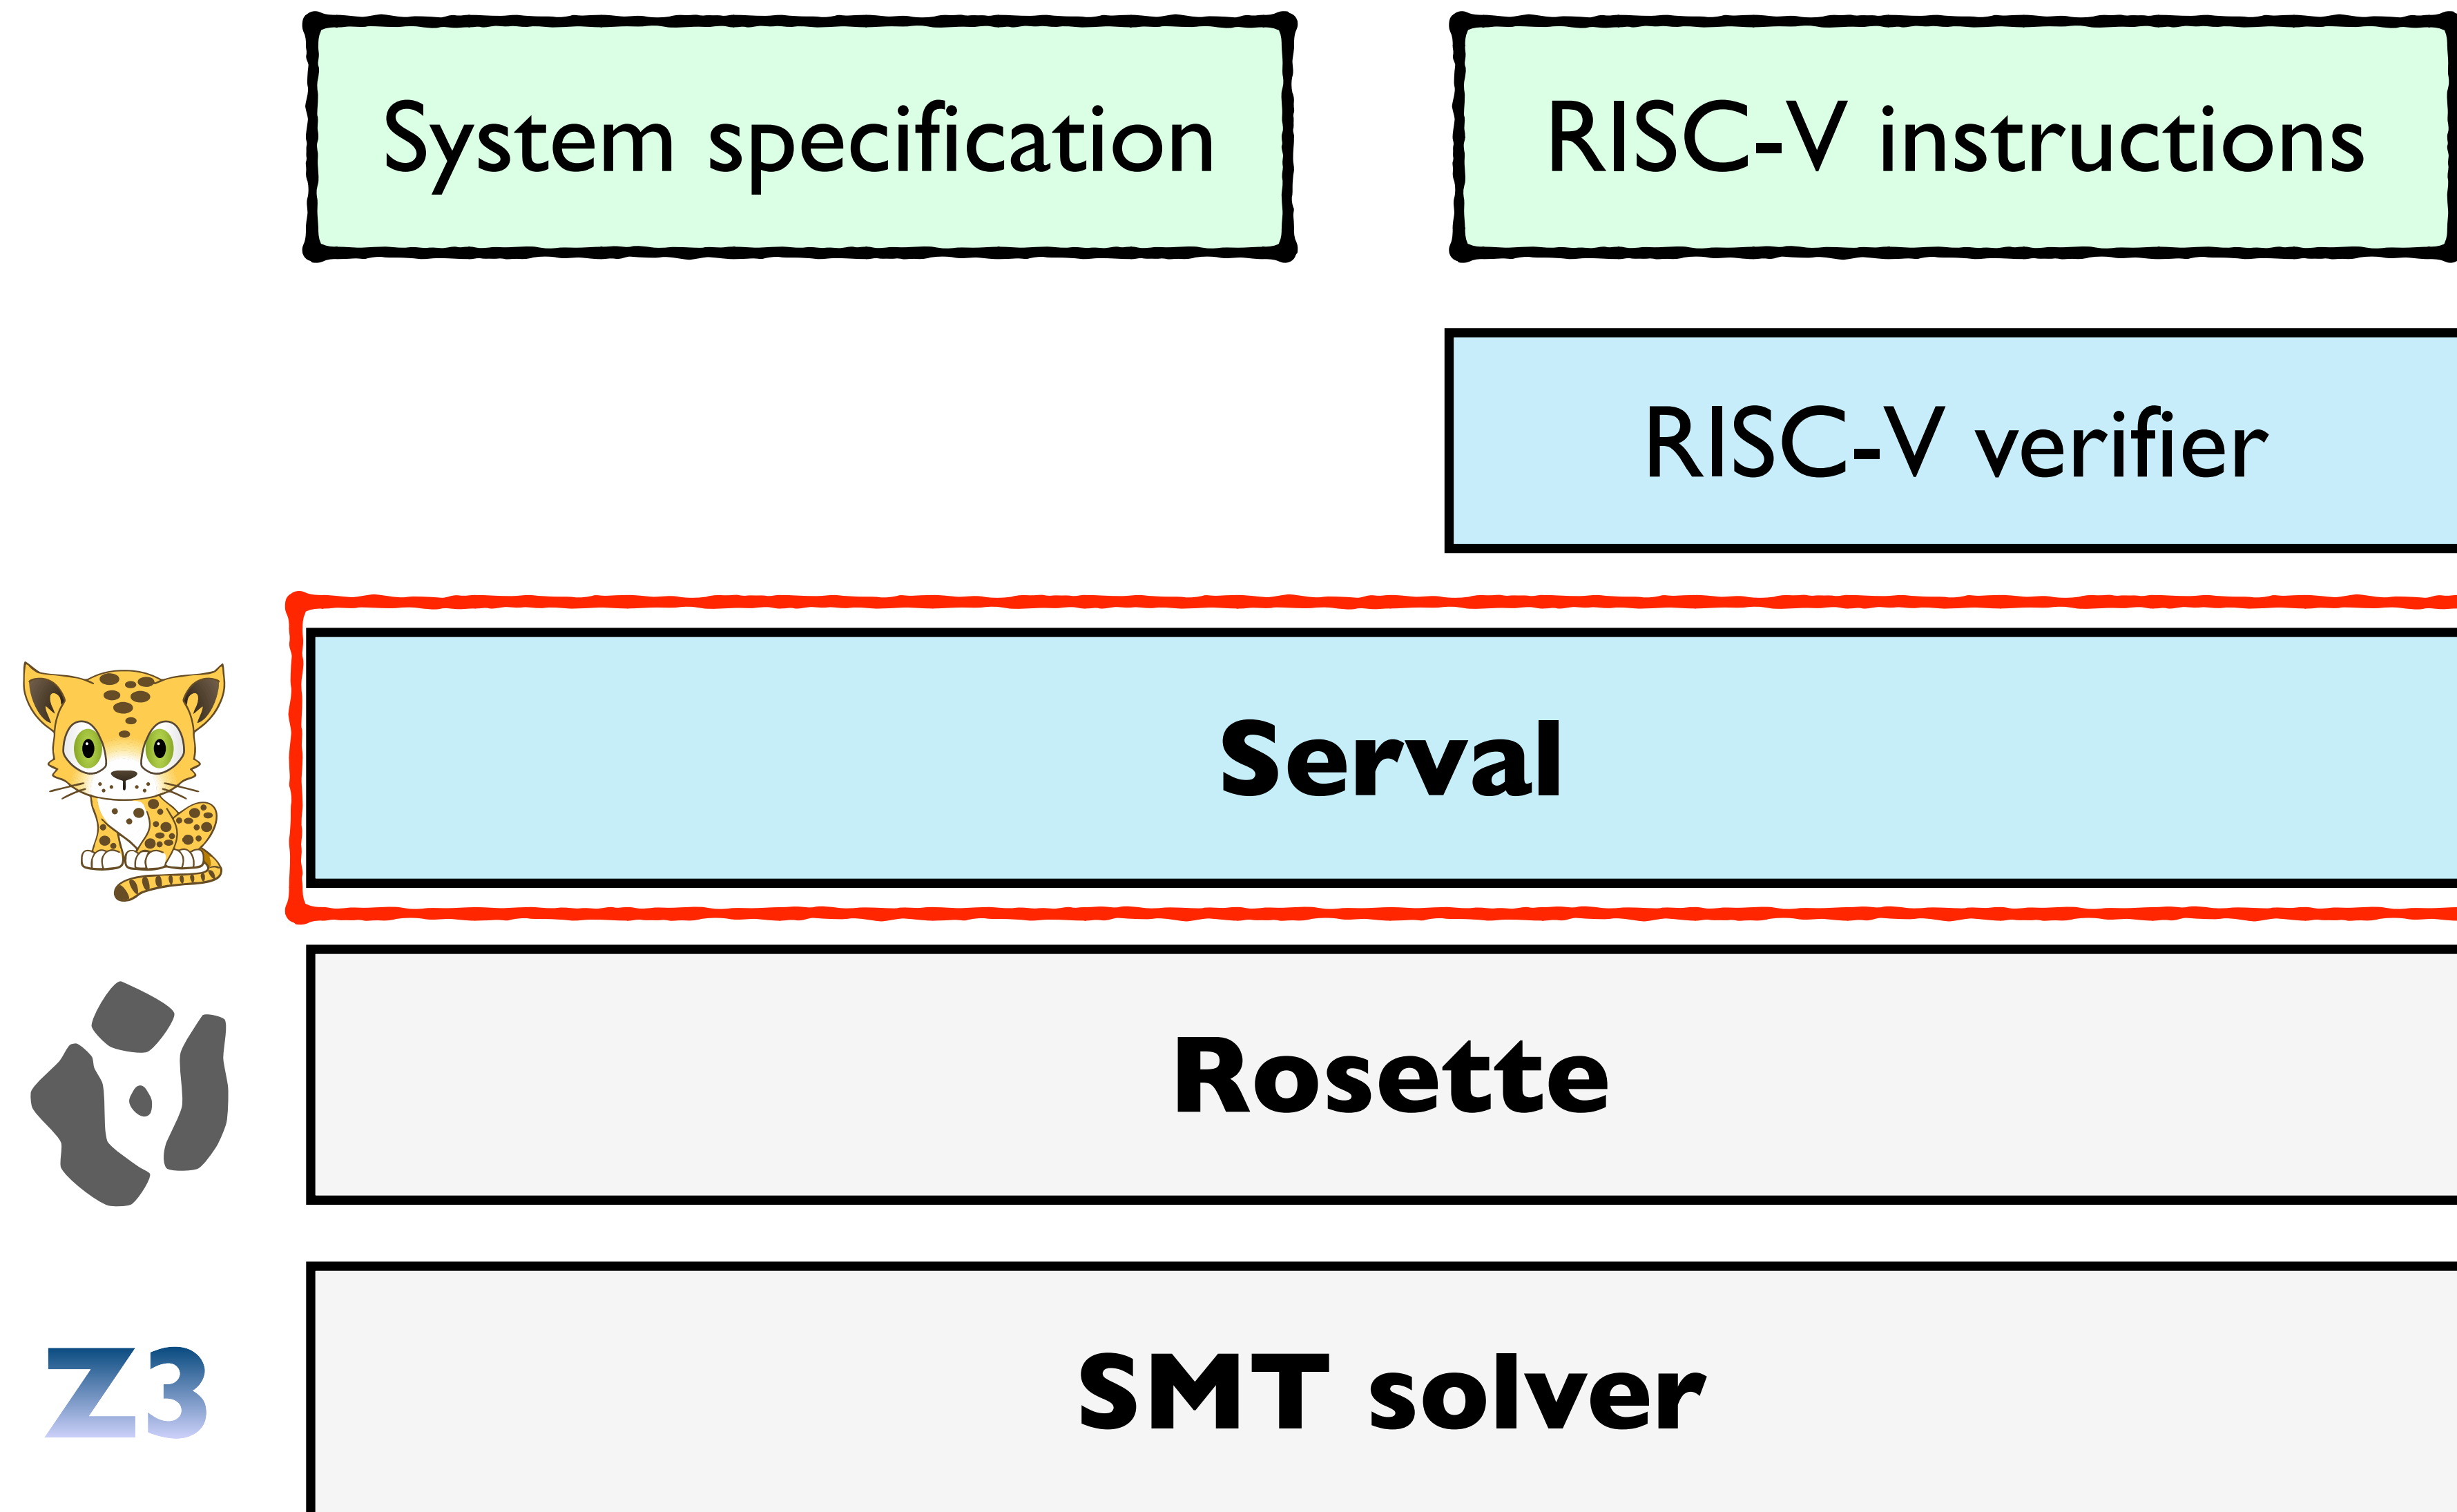 System specification
RISC-V instructions
RISC-V verifier
Serval
Rosette
Z3
SMT solver